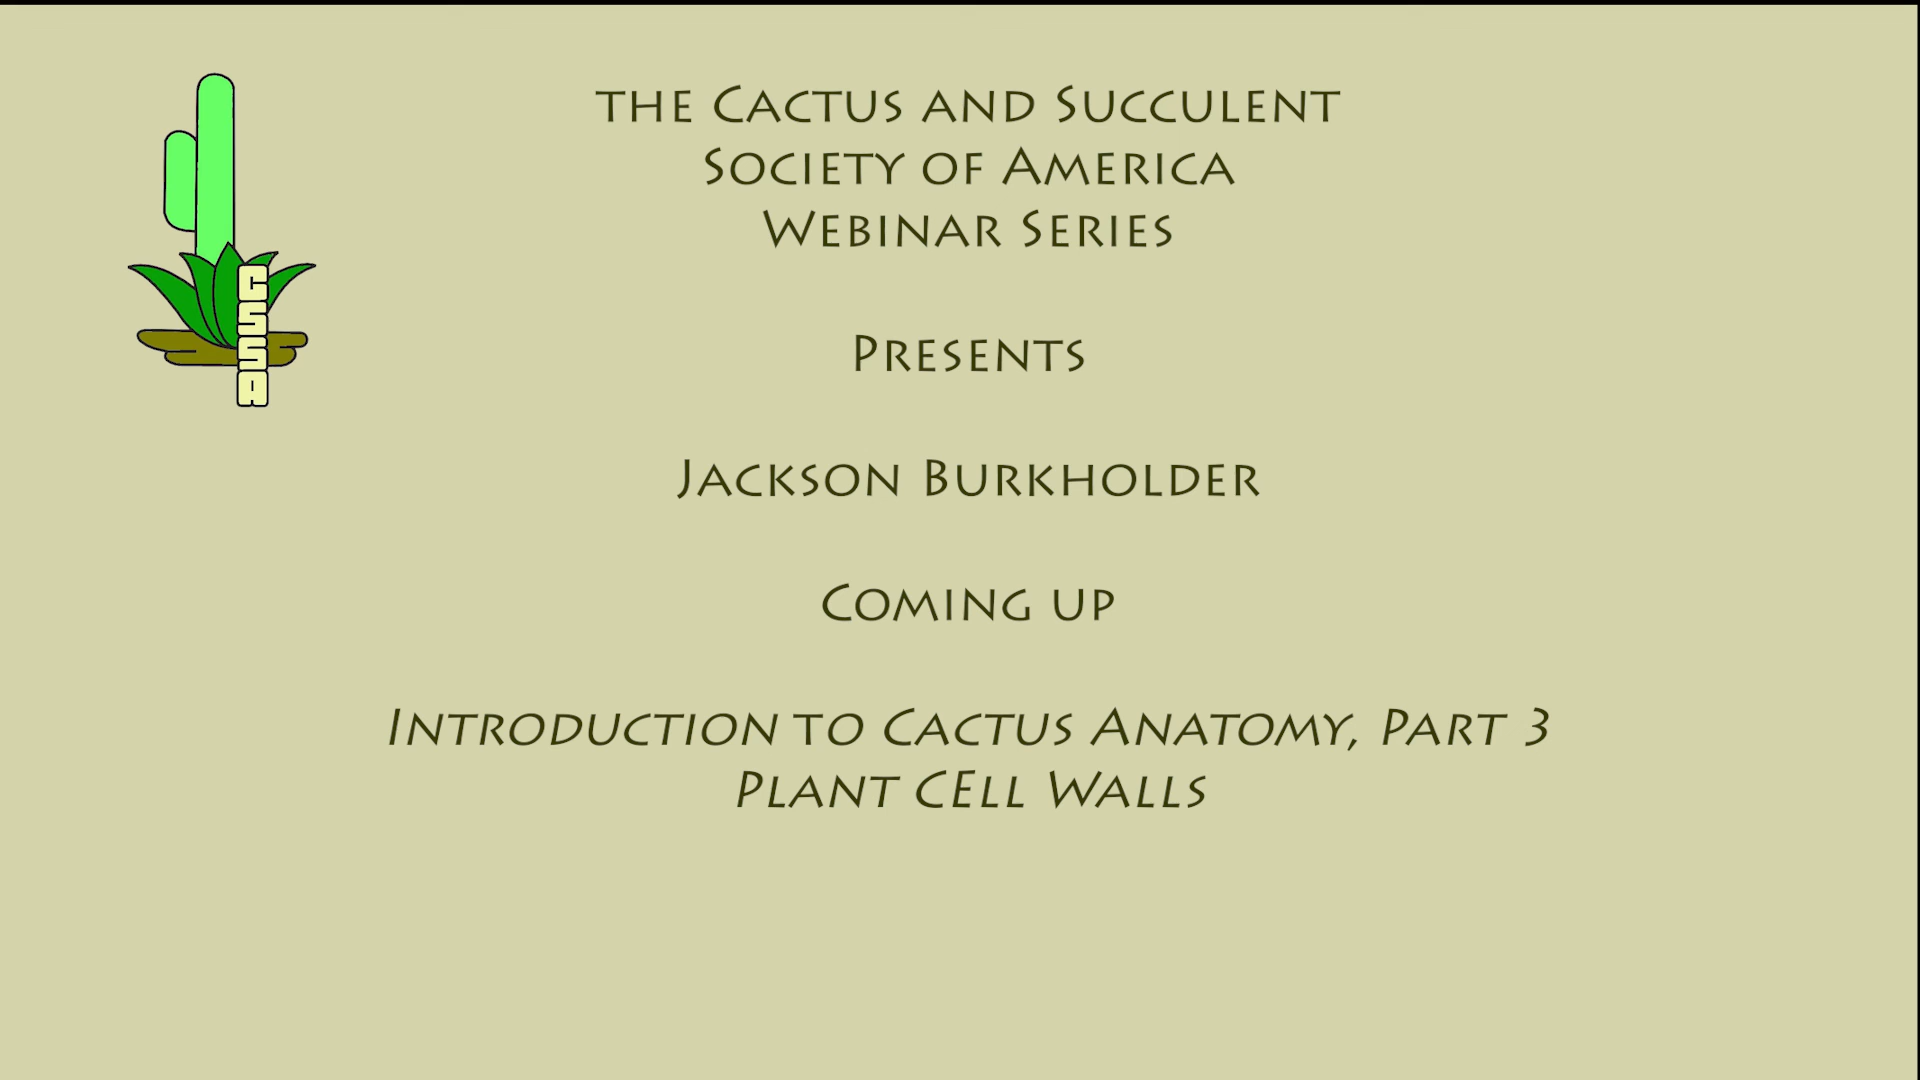 the Cactus and Succulent
Society of America
Webinar Series
Presents
Jackson Burkholder
Coming up
Introduction to Cactus Anatomy, Part 3
Plant CEll Walls
CSSA